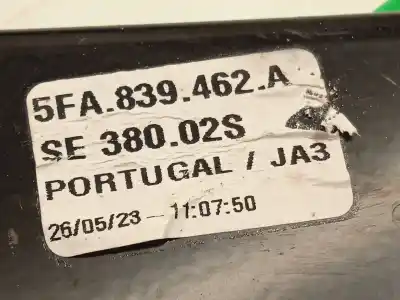 5FA.839.462.A
SE 380.02S
PORTUGAL / JA3
26/05/23 - 11:07:50